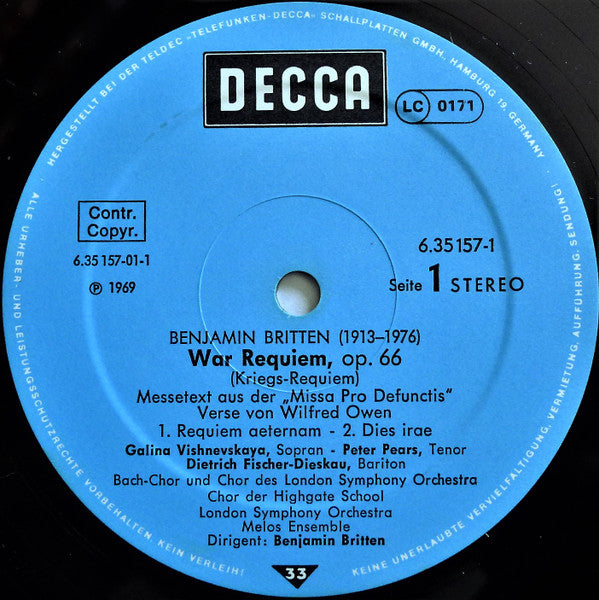 HERGESTELLT BEI DER TELDEC »TELEFUNKEN-DECCA« SCHALLPLATTEN GMBH, HAMBURG 19, GERMANY
DECCA
LC 0171
Contr.
Copyr.
6.35157-01-1
Ⓟ 1969
6.35157-1
Seite 1 STEREO
BENJAMIN BRITTEN (1913–1976)
War Requiem, op. 66
(Kriegs-Requiem)
Messetext aus der „Missa Pro Defunctis“
Verse von Wilfred Owen
1. Requiem aeternam - 2. Dies irae
Galina Vishnevskaya, Sopran - Peter Pears, Tenor
Dietrich Fischer-Dieskau, Bariton
Bach-Chor und Chor des London Symphony Orchestra
Chor der Highgate School
London Symphony Orchestra
Melos Ensemble
Dirigent: Benjamin Britten
33
ALLE URHEBER- UND LEISTUNGSSCHUTZRECHTE VORBEHALTEN. KEIN VERLEIH!
KEINE UNERLAUBTE VERVIELFÄLTIGUNG, VERMIETUNG, AUFFÜHRUNG, SENDUNG!